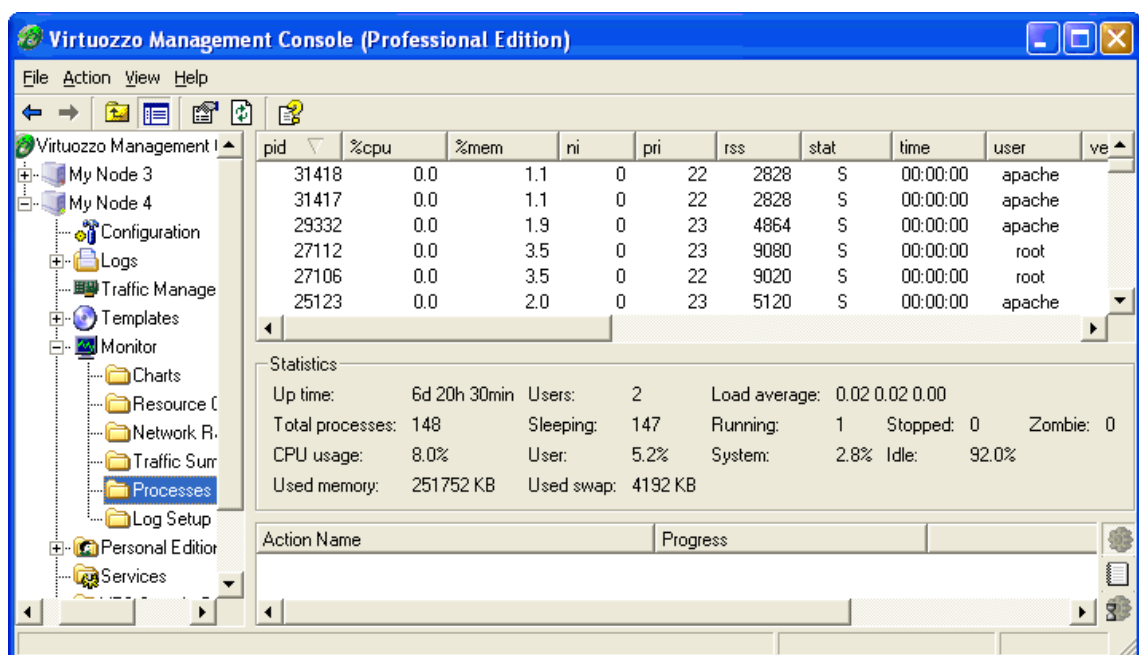 Virtuozzo Management Console (Professional Edition)
File Action View Help
Virtuozzo Management
My Node 3
My Node 4
Configuration
Logs
Traffic Manage
Templates
Monitor
Charts
Resource
Network R
Traffic Sum
Processes
Log Setup
Personal Edition
Services
pid %cpu %mem ni pri rss stat time user ve
31418 0.0 1.1 0 22 2828 S 00:00:00 apache
31417 0.0 1.1 0 22 2828 S 00:00:00 apache
29332 0.0 1.9 0 23 4864 S 00:00:00 apache
27112 0.0 3.5 0 23 9080 S 00:00:00 root
27106 0.0 3.5 0 22 9020 S 00:00:00 root
25123 0.0 2.0 0 23 5120 S 00:00:00 apache
Statistics
Up time: 6d 20h 30min Users: 2 Load average: 0.02 0.02 0.00
Total processes: 148 Sleeping: 147 Running: 1 Stopped: 0 Zombie: 0
CPU usage: 8.0% User: 5.2% System: 2.8% Idle: 92.0%
Used memory: 251752 KB Used swap: 4192 KB
Action Name Progress